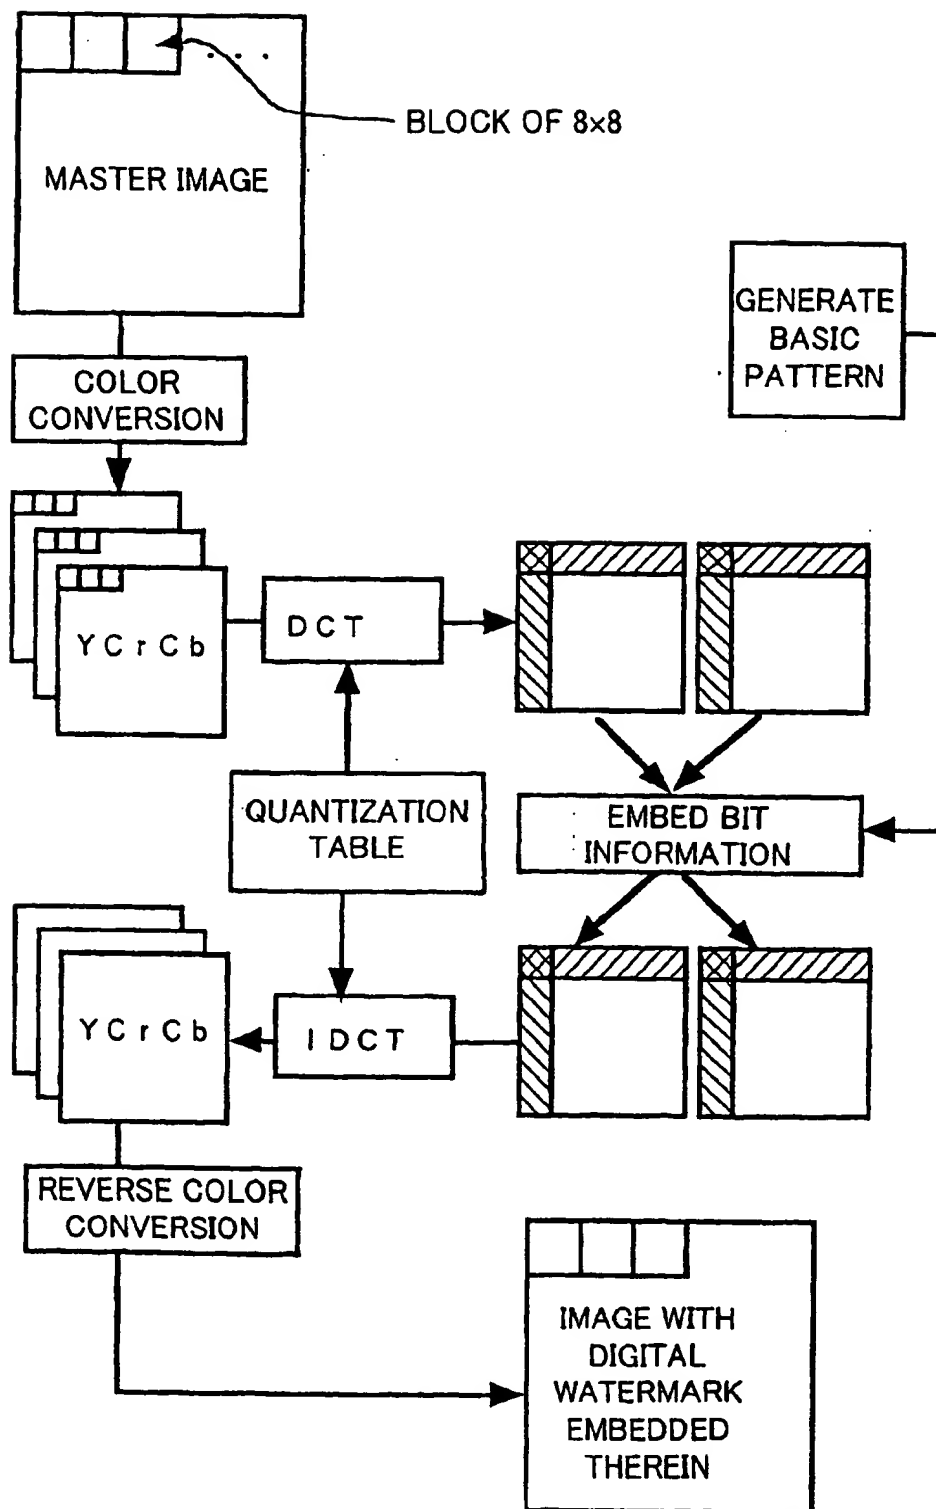 BLOCK OF 8×8
MASTER IMAGE
GENERATE
BASIC
PATTERN
COLOR
CONVERSION
YCrCb
DCT
QUANTIZATION
TABLE
EMBED BIT
INFORMATION
YCrCb
IDCT
REVERSE COLOR
CONVERSION
IMAGE WITH
DIGITAL
WATERMARK
EMBEDDED
THEREIN